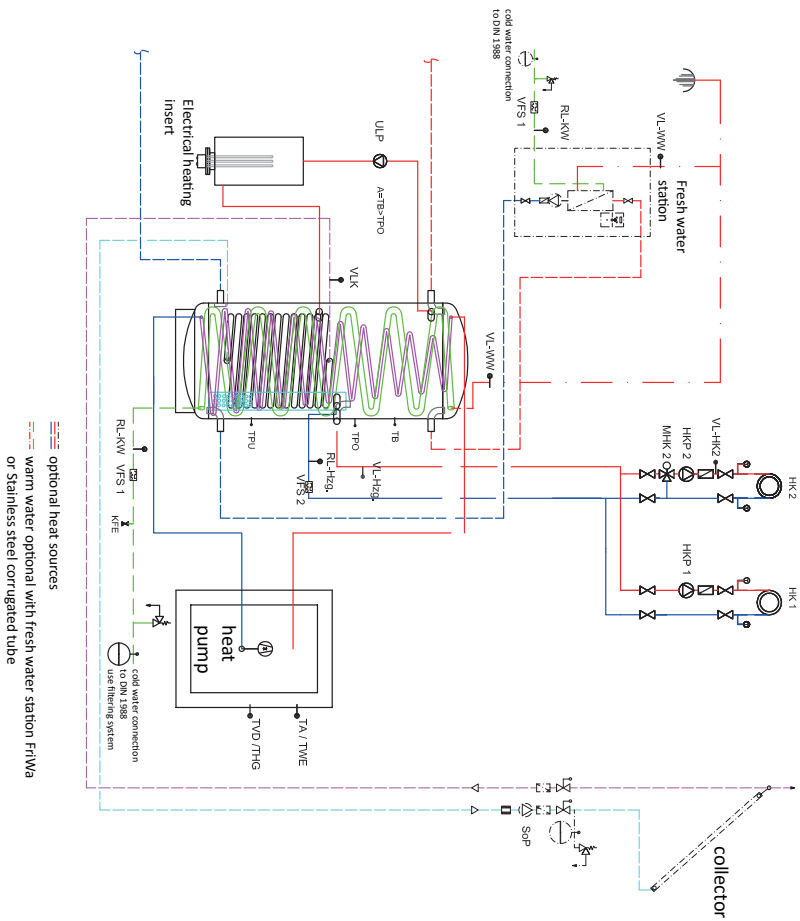 cold water connection
to DIN 1988
VFS 1
RL-KW
VL-WW
Fresh water
station
Electrical heating
insert
ULP
A=TB>TPO
VLK
VL-WW
TPU
TPO
TB
RL-KW
VFS 1
KFE
RL-Hzg.
VFS 2
VL-Hzg.
MHK 2
HKP 2
VL-HK2
HK 2
HKP 1
HK 1
heat
pump
TVD /THG
TA / TWE
cold water connection
to DIN 1988
use filtering system
SoP
collector
optional heat sources
warm water optional with fresh water station FriWa
or Stainless steel corrugated tube